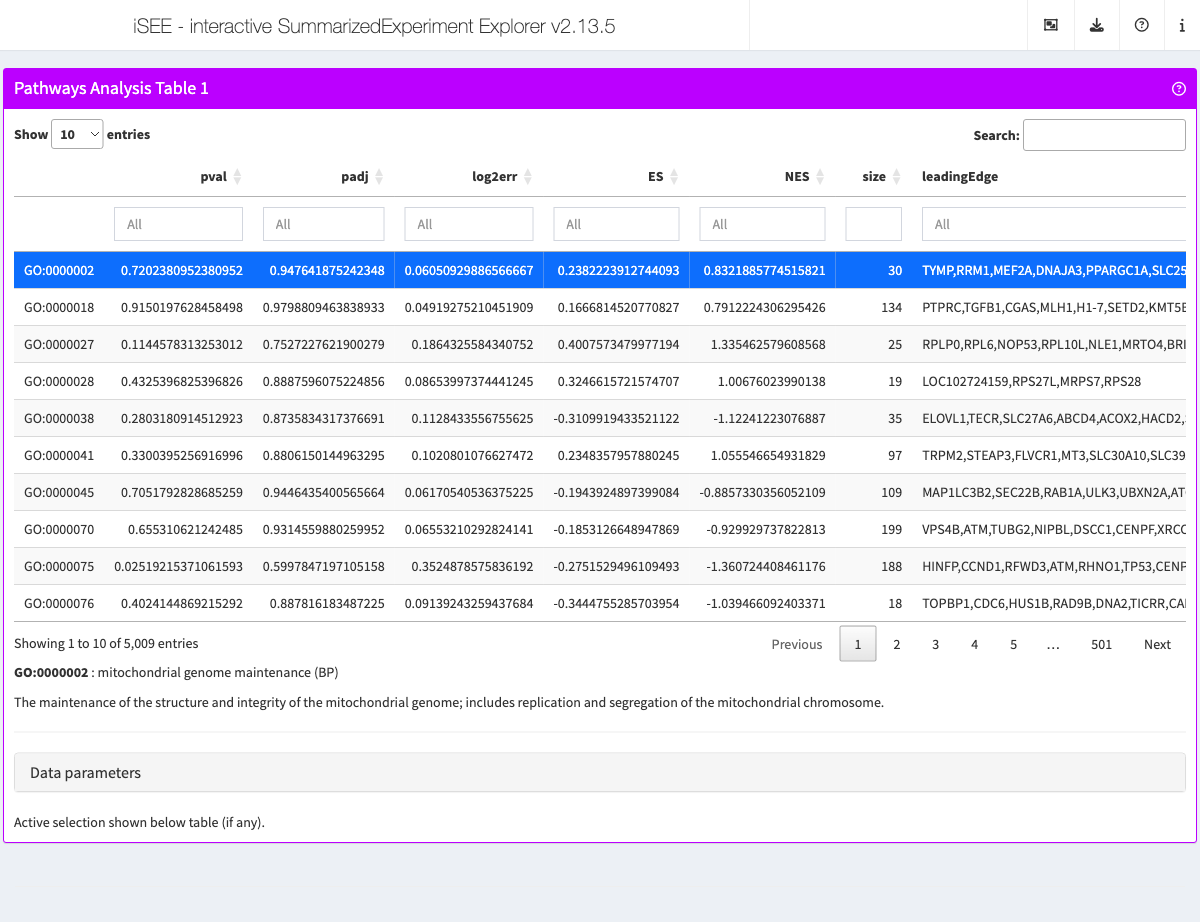 iSEE - interactive SummarizedExperiment Explorer v2.13.5
Pathways Analysis Table 1
Show 10 entries Search:
pval padj log2err ES NES size leadingEdge
All All All All All All
GO:0000002 0.7202380952380952 0.947641875242348 0.06050929886566667 0.2382223912744093 0.8321885774515821 30 TYMP,RRM1,MEF2A,DNAJA3,PPARGC1A,SLC25
GO:0000018 0.9150197628458498 0.9798809463838933 0.04919275210451909 0.1666814520770827 0.7912224306295426 134 PTPRC,TGFB1,CGAS,MLH1,H1-7,SETD2,KMT5B
GO:0000027 0.1144578313253012 0.7527227621900279 0.1864325584340752 0.4007573479977194 1.335462579608568 25 RPLP0,RPL6,NOP53,RPL10L,NLE1,MRTO4,BRI
GO:0000028 0.4325396825396826 0.8887596075224856 0.08653997374441245 0.3246615721574707 1.00676023990138 19 LOC102724159,RPS27L,MRPS7,RPS28
GO:0000038 0.2803180914512923 0.8735834317376691 0.1128433556755625 -0.3109919433521122 -1.12241223076887 35 ELOVL1,TECR,SLC27A6,ABCD4,ACOX2,HACD2,
GO:0000041 0.3300395256916996 0.8806150144963295 0.1020801076627472 0.2348357957880245 1.055546654931829 97 TRPM2,STEAP3,FLVCR1,MT3,SLC30A10,SLC39
GO:0000045 0.7051792828685259 0.9446435400565664 0.06170540536375225 -0.1943924897399084 -0.8857330356052109 109 MAP1LC3B2,SEC22B,RAB1A,ULK3,UBXN2A,AT
GO:0000070 0.655310621242485 0.9314559880259952 0.06553210292824141 -0.1853126648947869 -0.929929737822813 199 VPS4B,ATM,TUBG2,NIPBL,DSCC1,CENPF,XRCC
GO:0000075 0.02519215371061593 0.5997847197105158 0.3524878575836192 -0.2751529496109493 -1.360724408461176 188 HINFP,CCND1,RFWD3,ATM,RHNO1,TP53,CENP
GO:0000076 0.4024144869215292 0.887816183487225 0.09139243259437684 -0.3444755285703954 -1.039466092403371 18 TOPBP1,CDC6,HUS1B,RAD9B,DNA2,TICRR,CA
Showing 1 to 10 of 5,009 entries Previous 1 2 3 4 5 … 501 Next
GO:0000002 : mitochondrial genome maintenance (BP)
The maintenance of the structure and integrity of the mitochondrial genome; includes replication and segregation of the mitochondrial chromosome.
Data parameters
Active selection shown below table (if any).